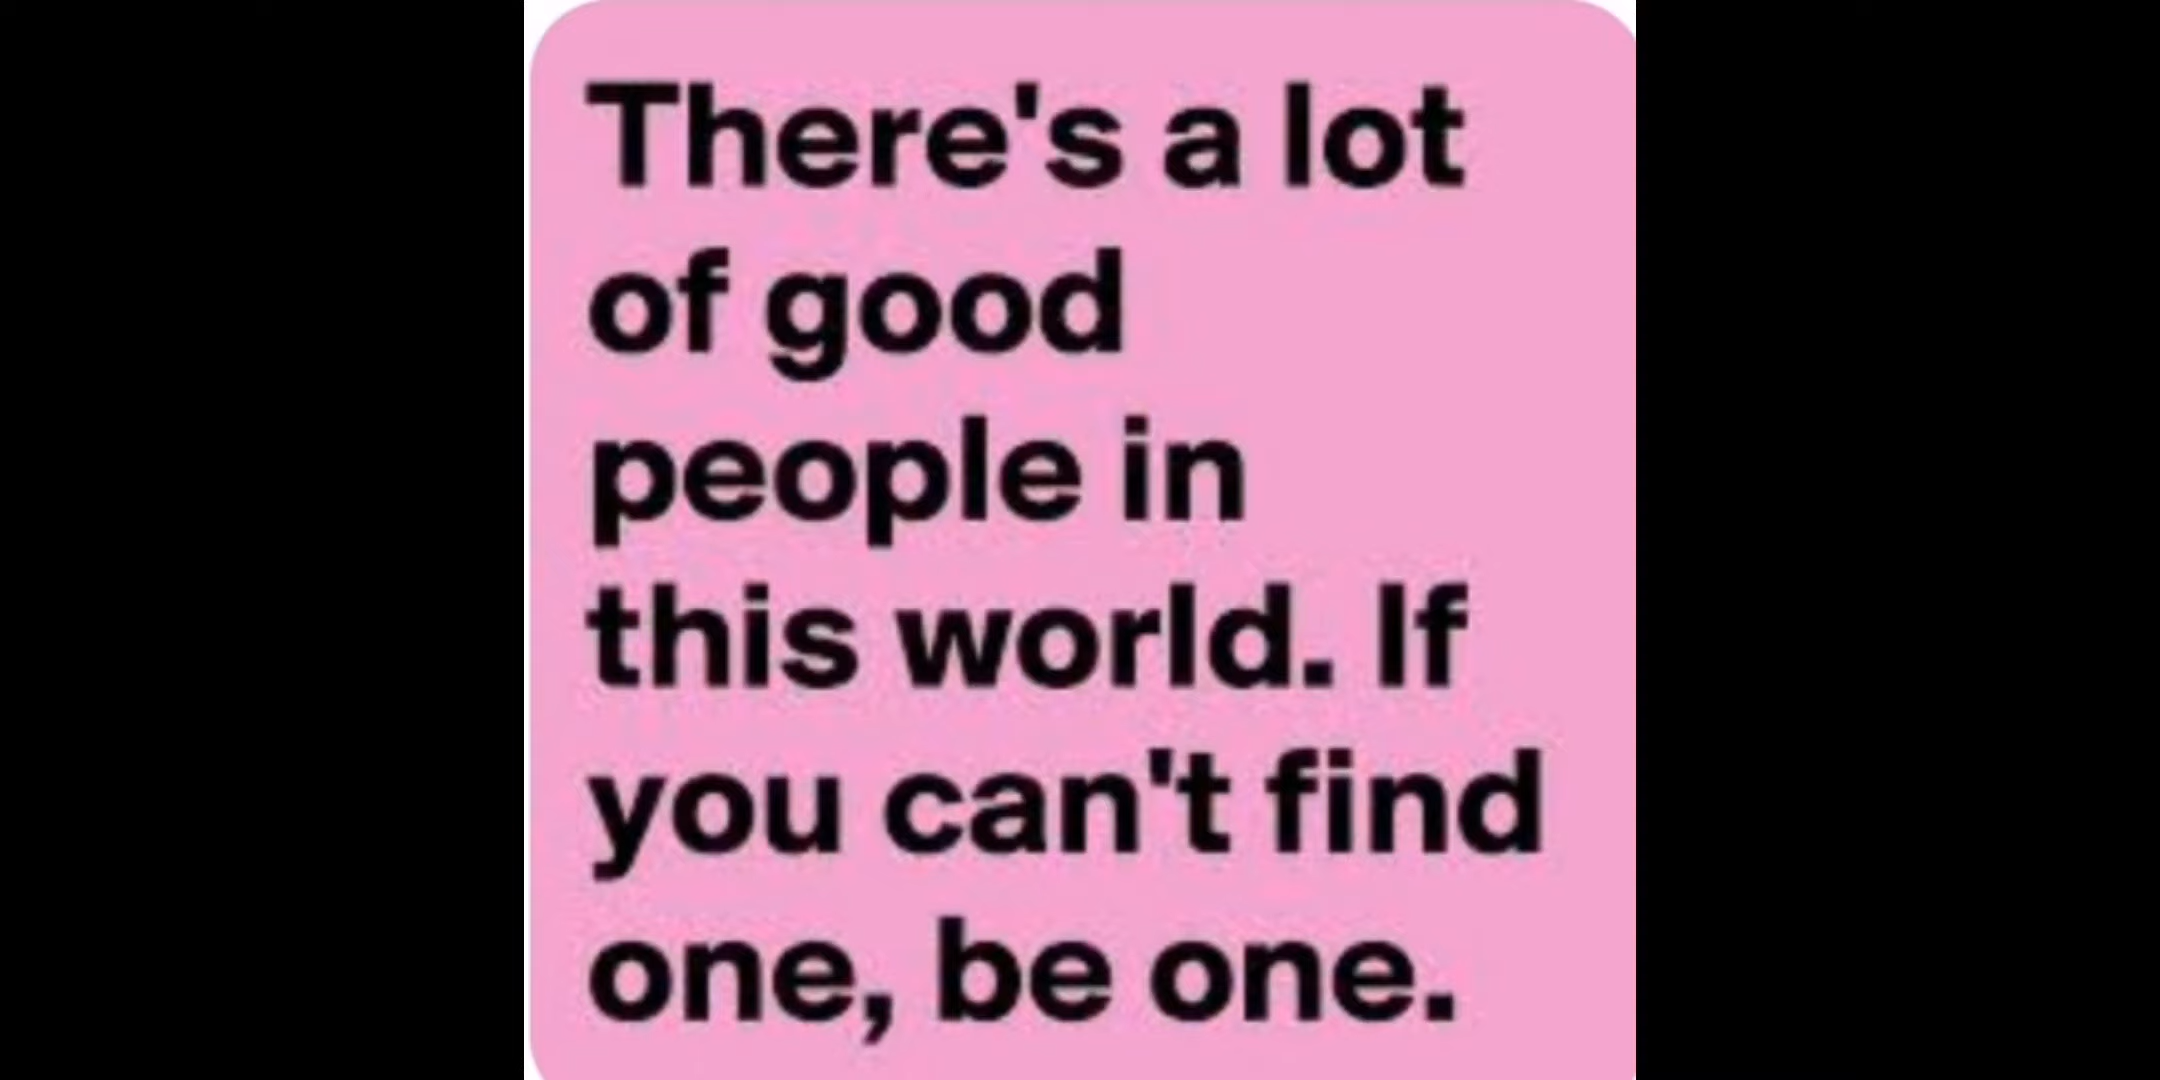 There's a lot
of good
people in
this world. If
you can't find
one, be one.